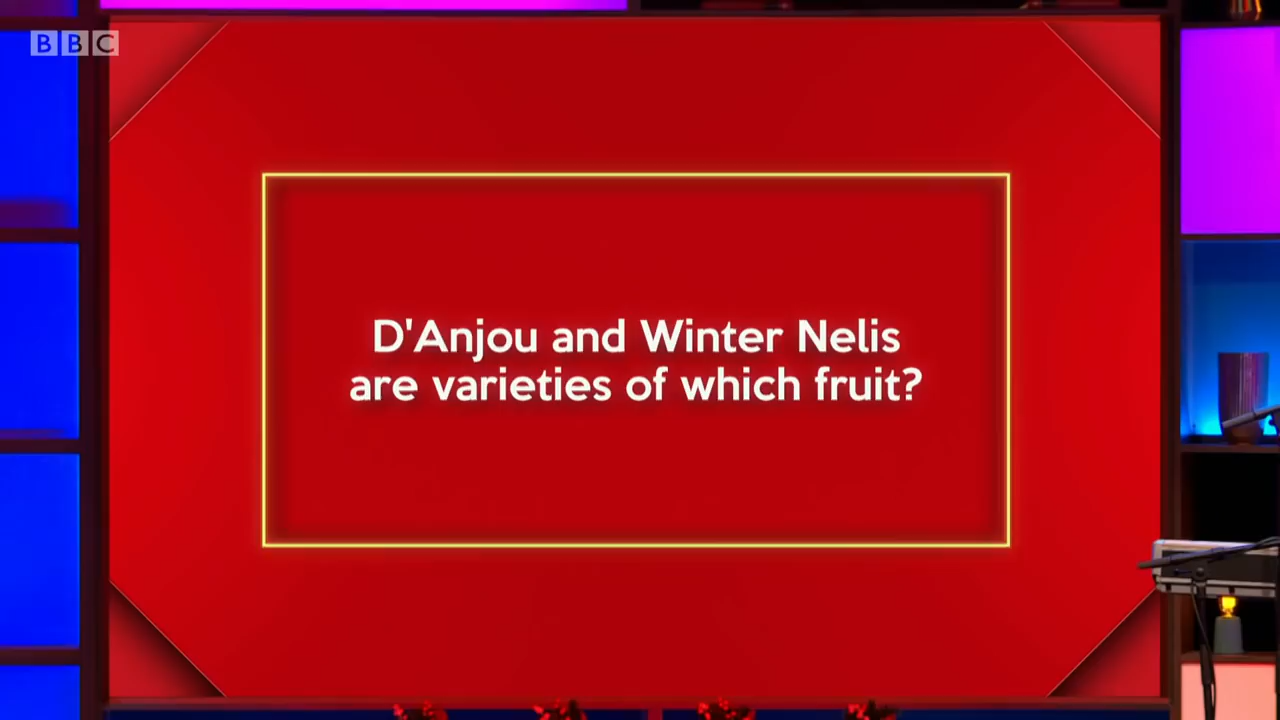 BBC
D'Anjou and Winter Nelis
are varieties of which fruit?